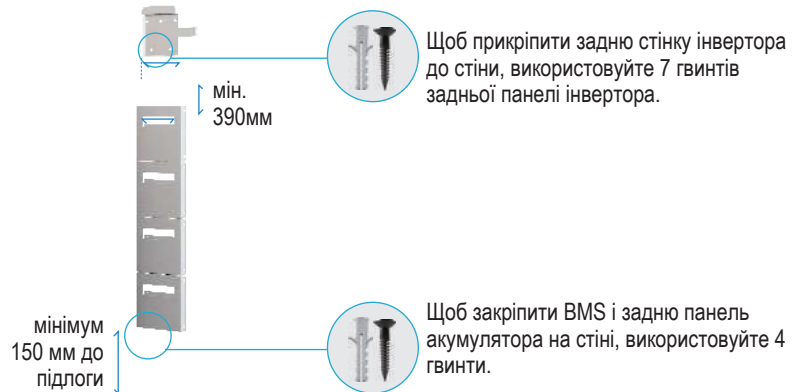 Щоб прикріпити задню стінку інвертора
до стіни, використовуйте 7 гвинтів
задньої панелі інвертора.
мін.
390мм
мінімум
150 мм до
підлоги
Щоб закріпити BMS і задню панель
акумулятора на стіні, використовуйте 4
гвинти.